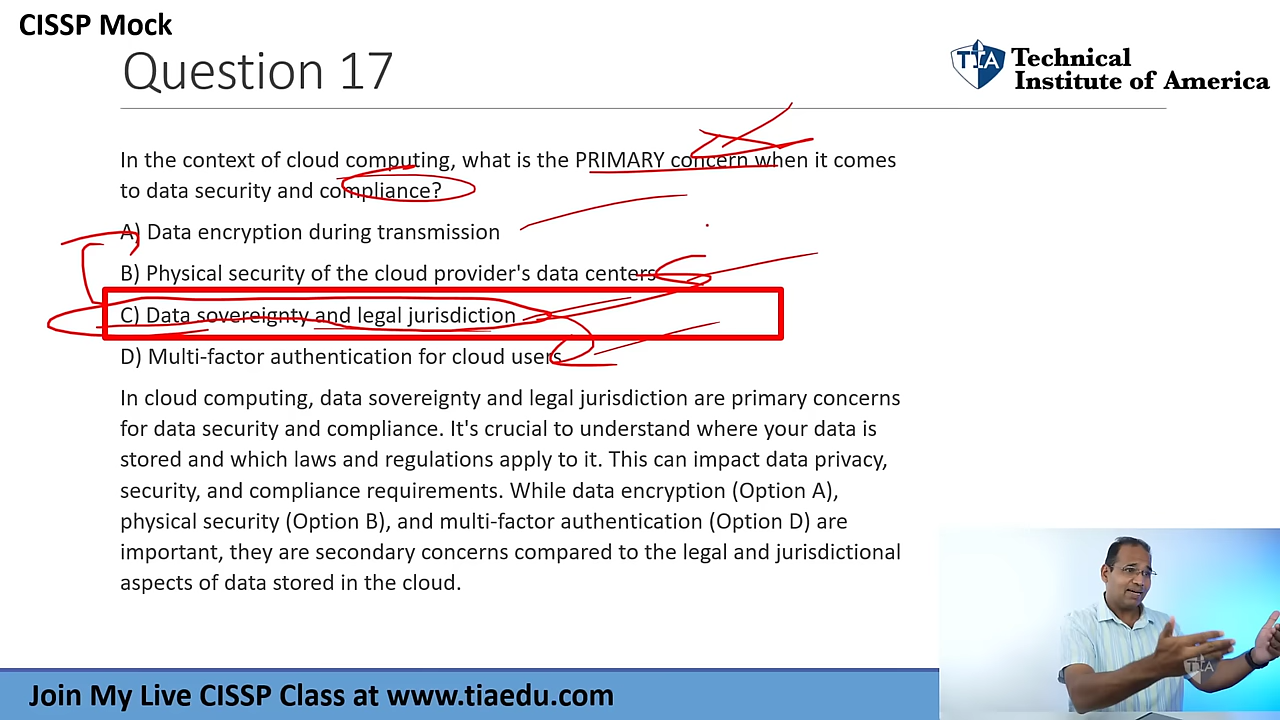 CISSP Mock
Question 17
TIA
Technical
Institute of America
In the context of cloud computing, what is the PRIMARY concern when it comes
to data security and compliance?
A) Data encryption during transmission
B) Physical security of the cloud provider's data centers
C) Data sovereignty and legal jurisdiction
D) Multi-factor authentication for cloud users
In cloud computing, data sovereignty and legal jurisdiction are primary concerns
for data security and compliance. It's crucial to understand where your data is
stored and which laws and regulations apply to it. This can impact data privacy,
security, and compliance requirements. While data encryption (Option A),
physical security (Option B), and multi-factor authentication (Option D) are
important, they are secondary concerns compared to the legal and jurisdictional
aspects of data stored in the cloud.
TIA
Join My Live CISSP Class at www.tiaedu.com